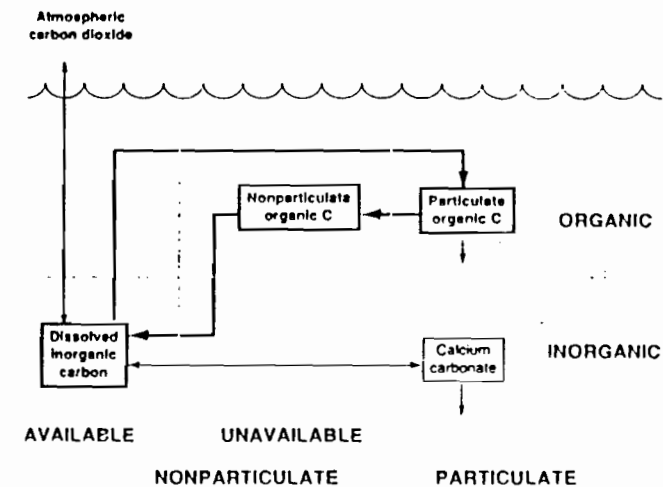 Atmospheric
carbon dioxide
Nonparticulate
organic C
Particulate
organic C
ORGANIC
Dissolved
inorganic
carbon
Calcium
carbonate
INORGANIC
AVAILABLE
UNAVAILABLE
NONPARTICULATE
PARTICULATE